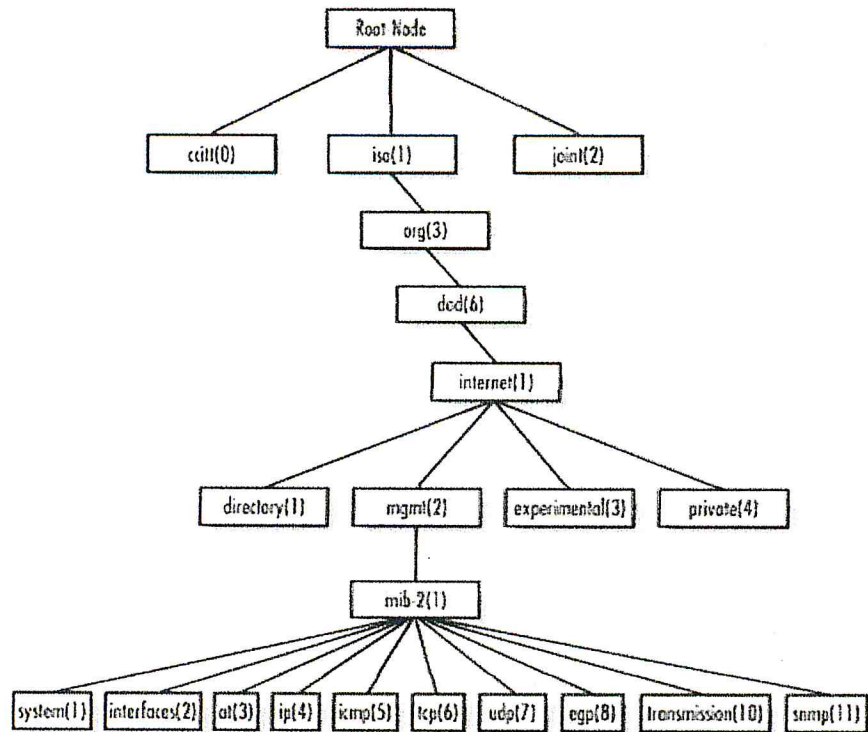 Root Node
ccitt(0) iso(1) joint(2)
org(3)
dod(6)
internet(1)
directory(1) mgmt(2) experimental(3) private(4)
mib-2(1)
system(1) interfaces(2) at(3) ip(4) icmp(5) tcp(6) udp(7) egp(8) transmission(10) snmp(11)